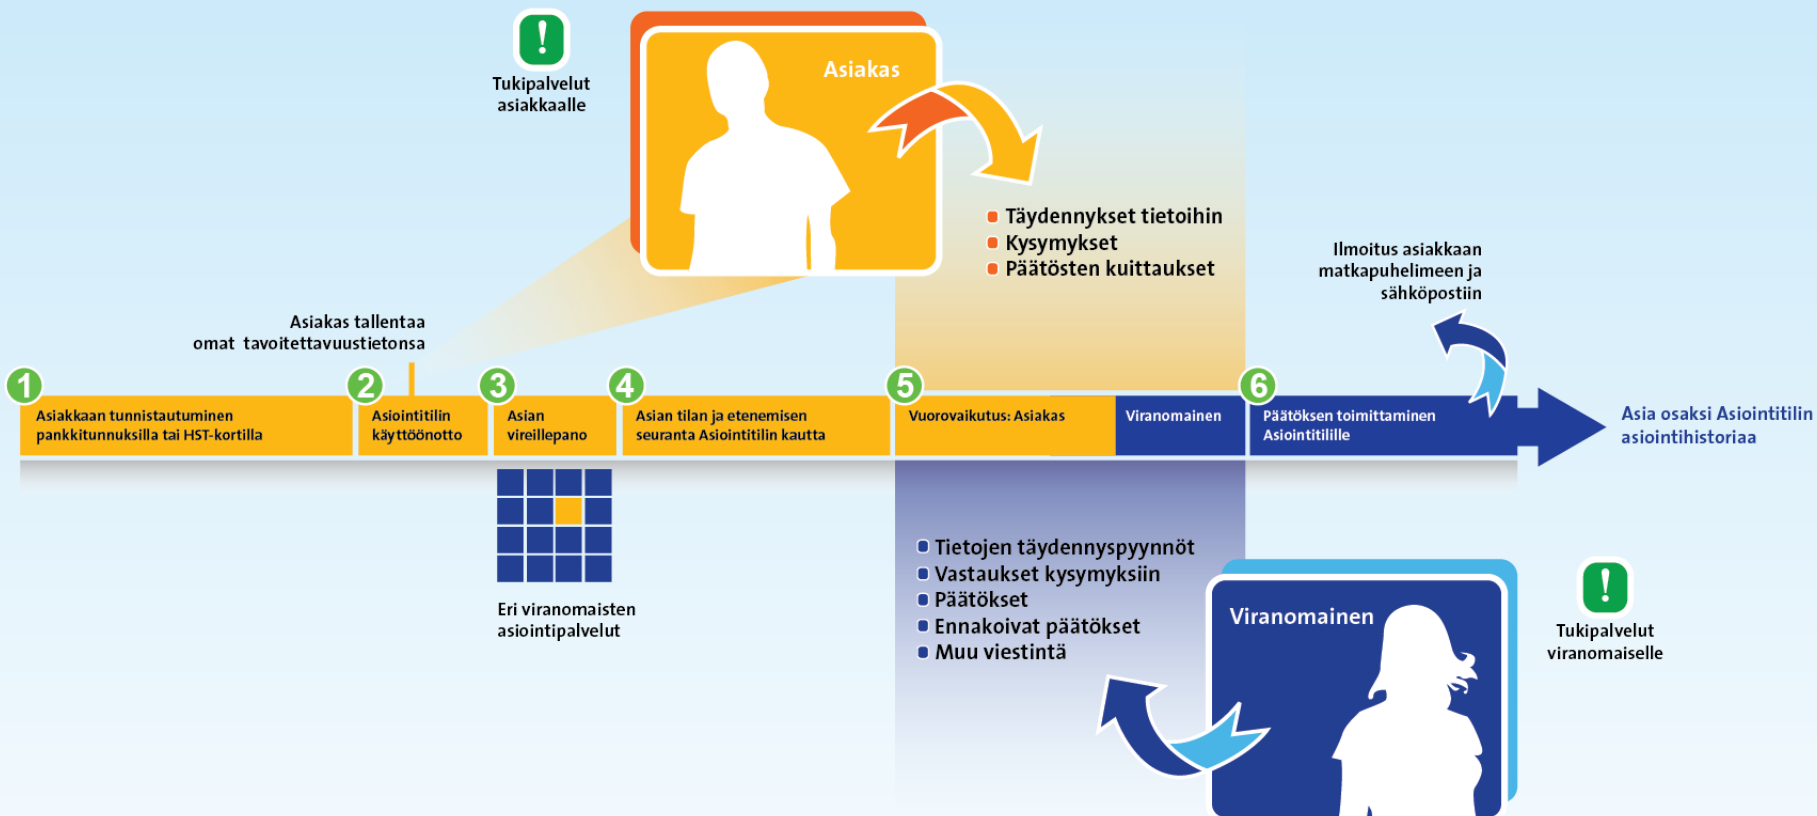 !
Tukipalvelut
asiakkaalle
Asiakas
Täydennykset tietoihin
Kysymykset
Päätösten kuittaukset
Ilmoitus asiakkaan
matkapuhelimeen ja
sähköpostiin
Asiakas tallentaa
omat tavoitettavuustietonsa
1
Asiakkaan tunnistautuminen
pankkitunnuksilla tai HST-kortilla
2
Asiointitilin
käyttöönotto
3
Asian
vireillepano
4
Asian tilan ja etenemisen
seuranta Asiointitilin kautta
5
Vuorovaikutus: Asiakas
Viranomainen
6
Päätöksen toimittaminen
Asiointitilille
Asia osaksi Asiointitilin
asiointihistoriaa
Eri viranomaisten
asiointipalvelut
Tietojen täydennyspyynnöt
Vastaukset kysymyksiin
Päätökset
Ennakoivat päätökset
Muu viestintä
Viranomainen
!
Tukipalvelut
viranomaiselle